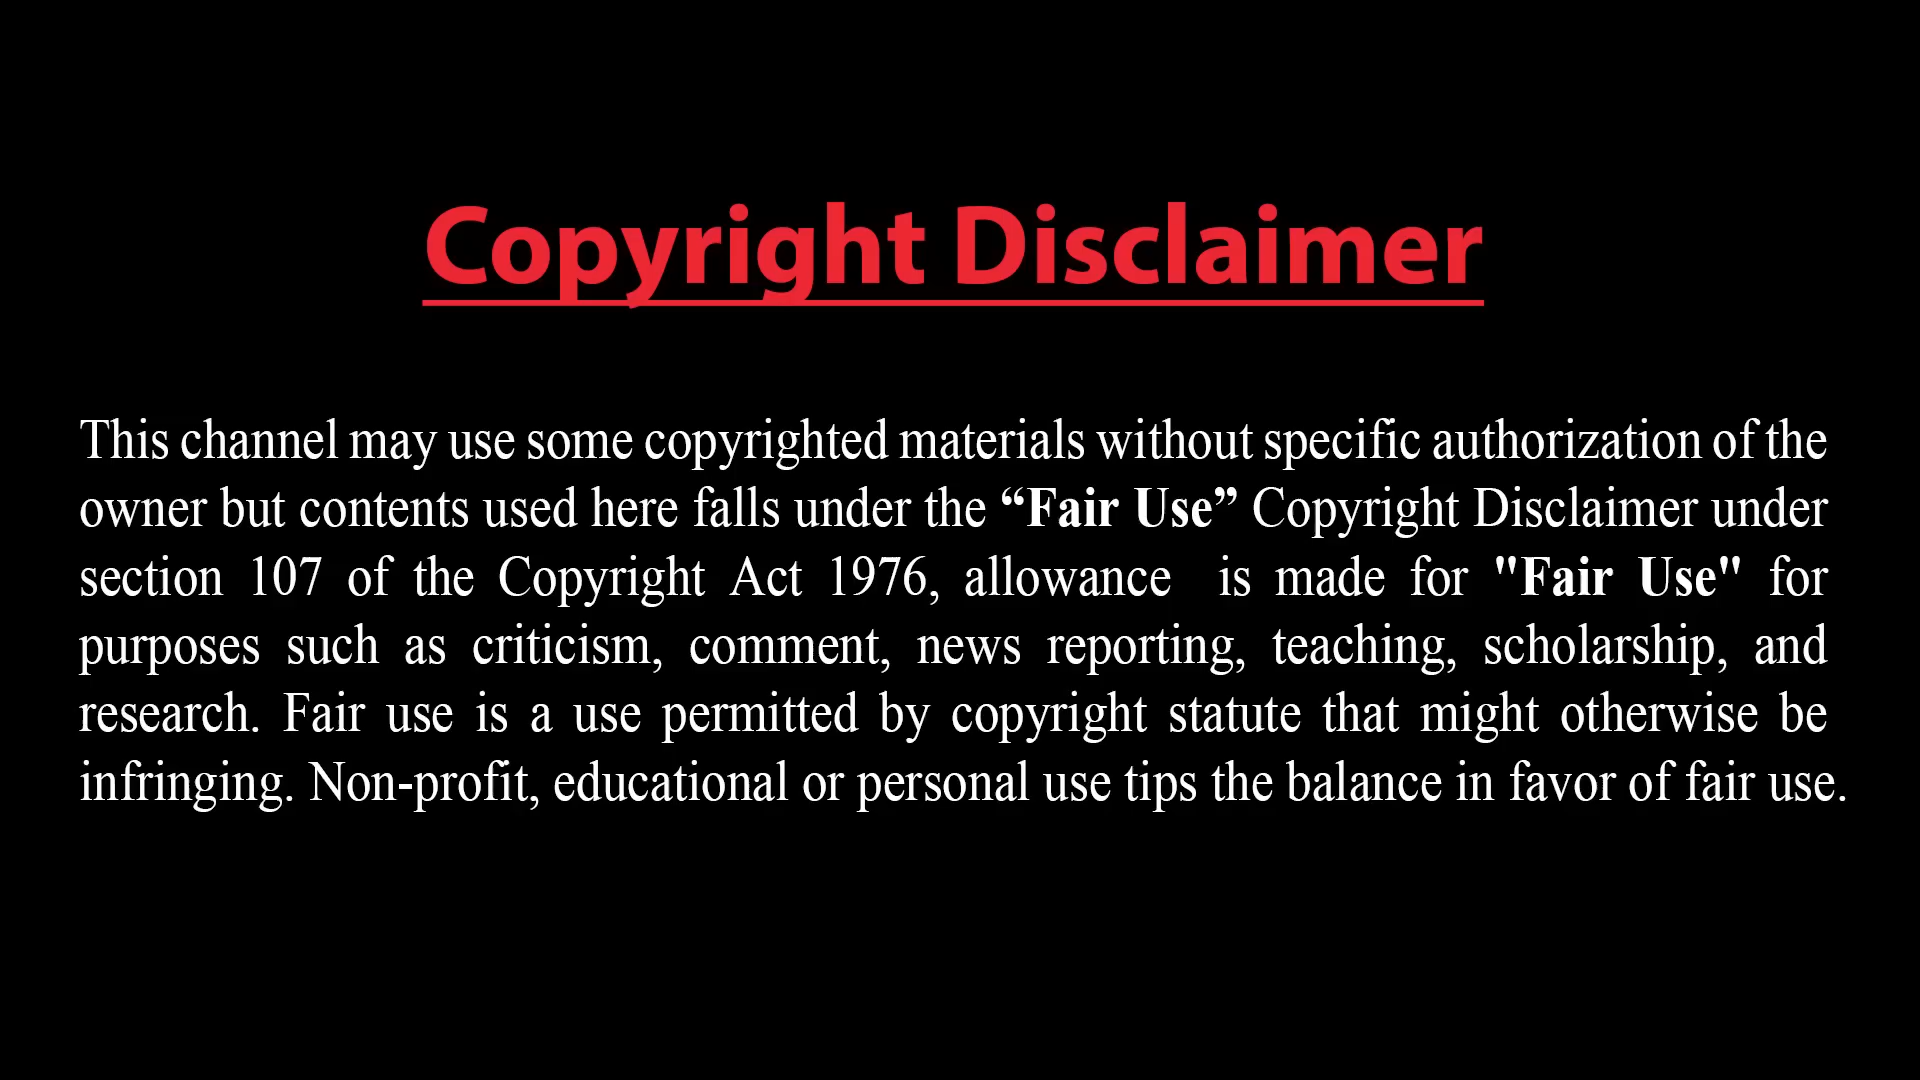 Copyright Disclaimer
This channel may use some copyrighted materials without specific authorization of the
owner but contents used here falls under the “Fair Use” Copyright Disclaimer under
section 107 of the Copyright Act 1976, allowance  is made for "Fair Use" for
purposes such as criticism, comment, news reporting, teaching, scholarship, and
research. Fair use is a use permitted by copyright statute that might otherwise be
infringing. Non-profit, educational or personal use tips the balance in favor of fair use.